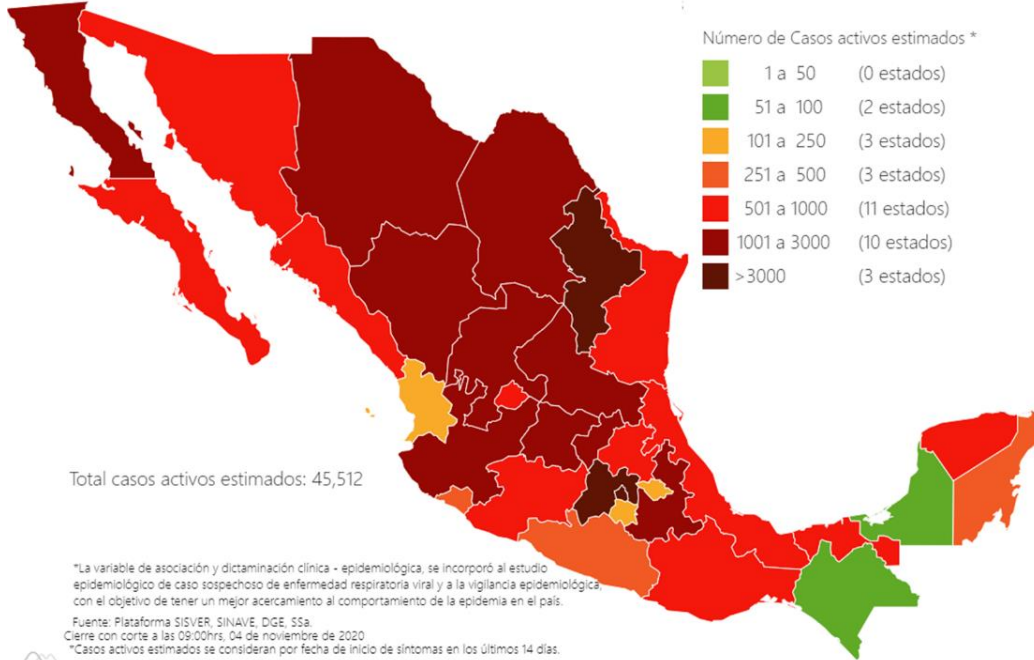 Número de Casos activos estimados *
1 a 50 (0 estados)
51 a 100 (2 estados)
101 a 250 (3 estados)
251 a 500 (3 estados)
501 a 1000 (11 estados)
1001 a 3000 (10 estados)
>3000 (3 estados)
Total casos activos estimados: 45,512
*La variable de asociación y dictaminación clínica - epidemiológica, se incorporó al estudio
epidemiológico de caso sospechoso de enfermedad respiratoria viral y a la vigilancia epidemiológica,
con el objetivo de tener un mejor acercamiento al comportamiento de la epidemia en el país.
Fuente: Plataforma SISVER, SINAVE, DGE, SSa.
Cierre con corte a las 09:00hrs, 04 de noviembre de 2020
*Casos activos estimados se consideran por fecha de inicio de síntomas en los últimos 14 días.